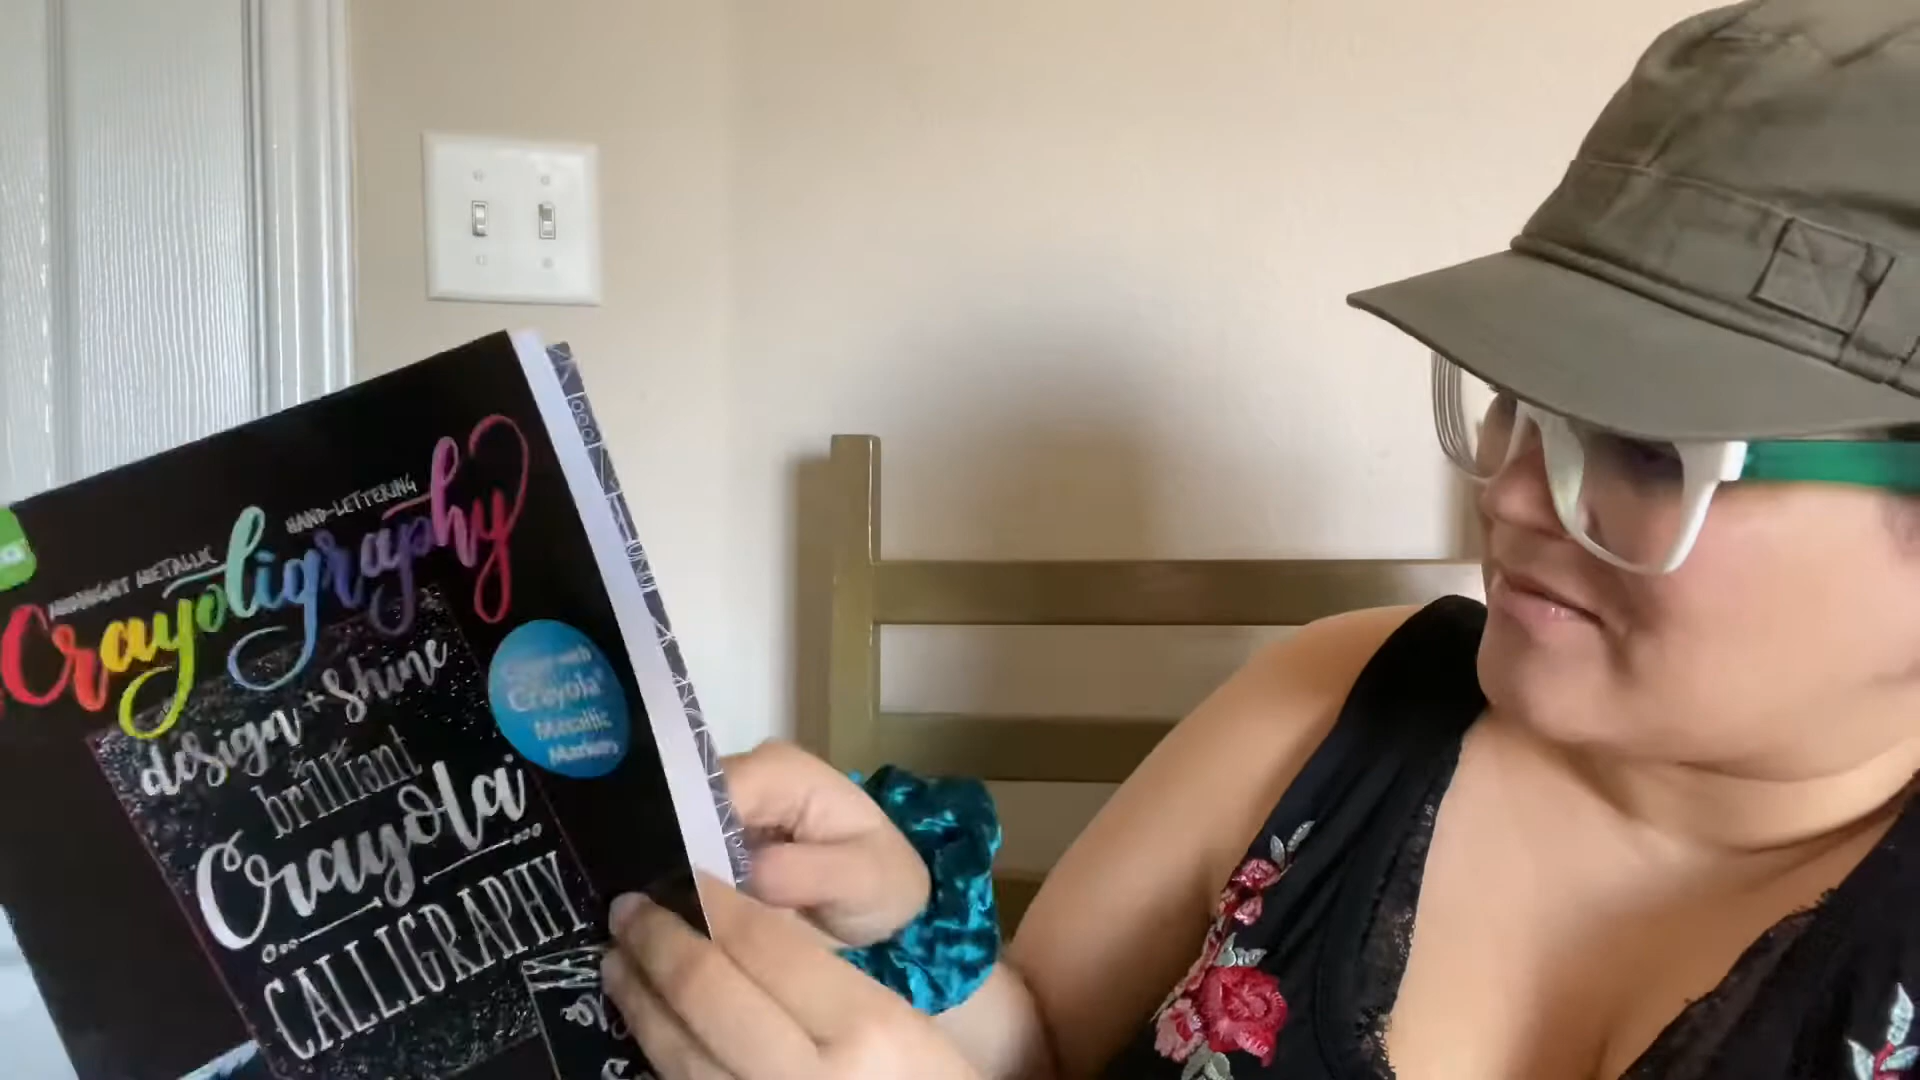 MIDNIGHT METALLIC HAND-LETTERING
Crayoligraphy
design + shine
brilliant
Crayola
CALLIGRAPHY
Crayola
Metallic
Markers